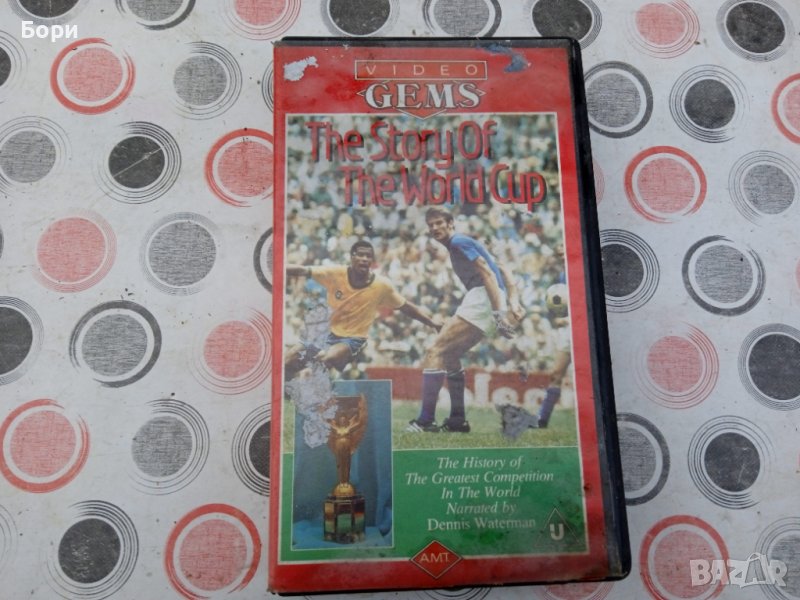 Бори
VIDEO
GEMS
The Story Of
The World Cup
The History of
The Greatest Competition
In The World
Narrated by
Dennis Waterman
U
A.M.T.
BAZAR